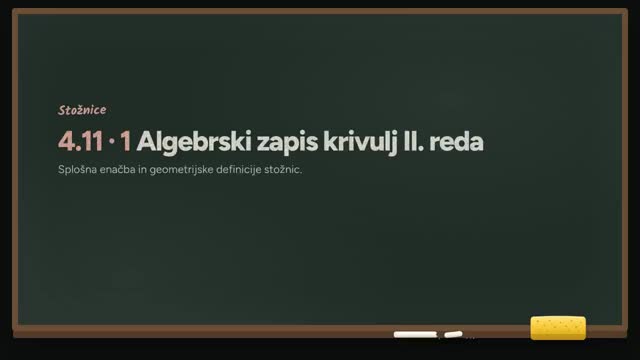 Stožnice
4.11 · 1 Algebrski zapis krivulj II. reda
Splošna enačba in geometrijske definicije stožnic.